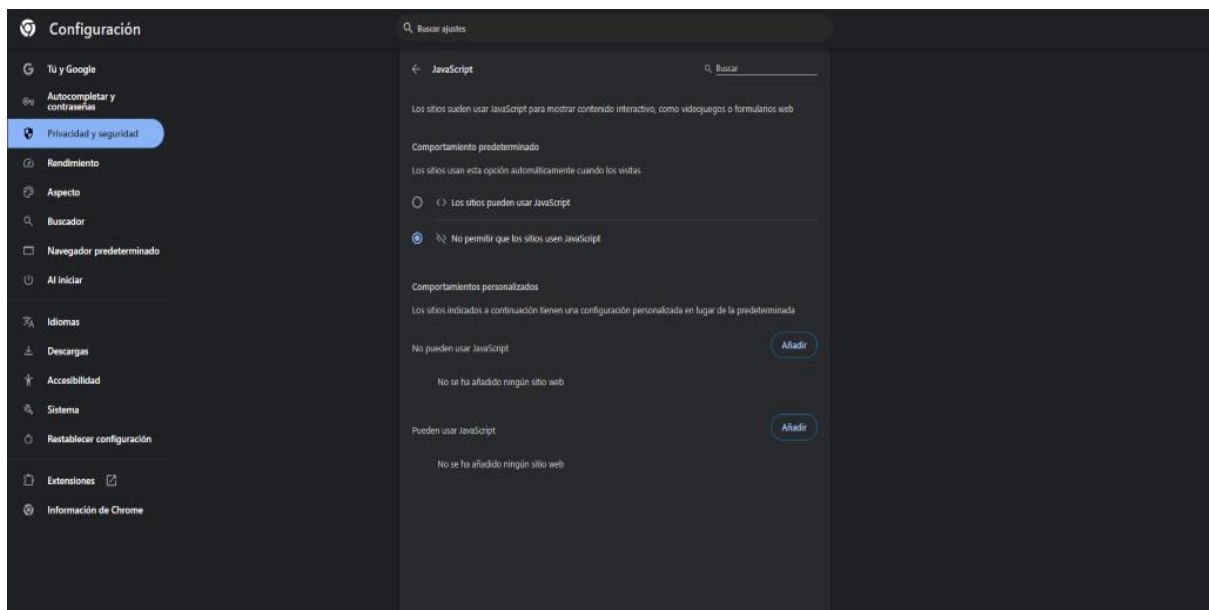 Configuración
Buscar ajustes
Tú y Google
Autocompletar y
contraseñas
Privacidad y seguridad
Rendimiento
Aspecto
Buscador
Navegador predeterminado
Al iniciar
Idiomas
Descargas
Accesibilidad
Sistema
Restablecer configuración
Extensiones
Información de Chrome
JavaScript
Buscar
Los sitios suelen usar JavaScript para mostrar contenido interactivo, como videojuegos o formularios web
Comportamiento predeterminado
Los sitios usan esta opción automáticamente cuando los visitas
Los sitios pueden usar JavaScript
No permitir que los sitios usen JavaScript
Comportamientos personalizados
Los sitios indicados a continuación tienen una configuración personalizada en lugar de la predeterminada
No pueden usar JavaScript
Añadir
No se ha añadido ningún sitio web
Pueden usar JavaScript
Añadir
No se ha añadido ningún sitio web